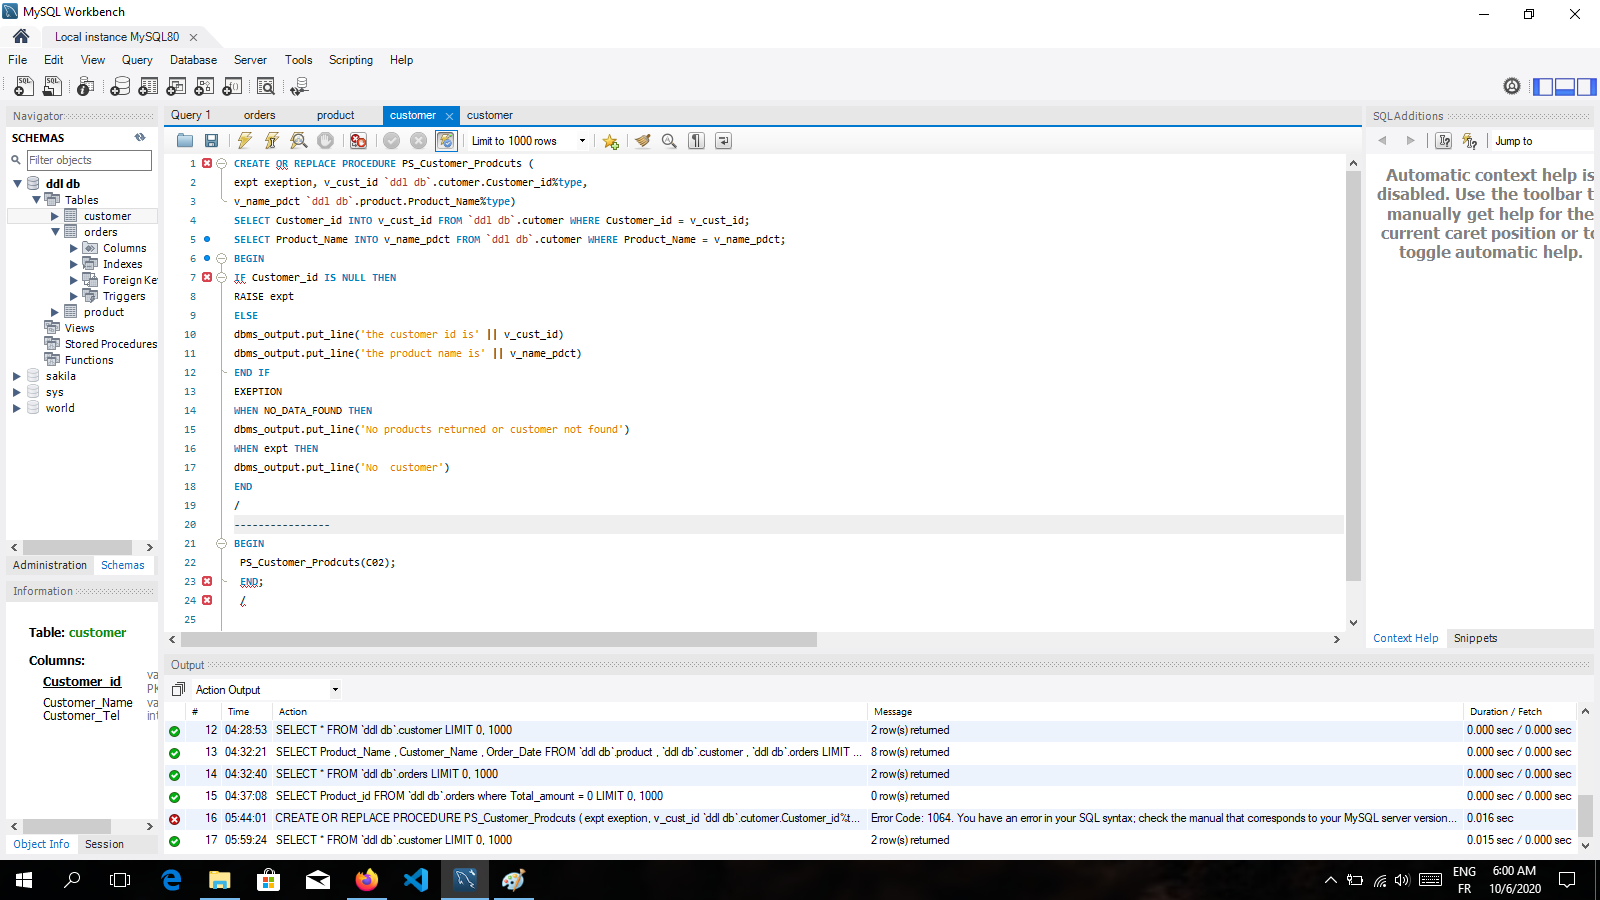 MySQL Workbench
Local instance MySQL80
File Edit View Query Database Server Tools Scripting Help
Navigator
SCHEMAS
Filter objects
ddl db
Tables
customer
orders
Columns
Indexes
Foreign Ke
Triggers
product
Views
Stored Procedures
Functions
sakila
sys
world
Administration Schemas
Information
Table: customer
Columns:
Customer_id va
PK
Customer_Name va
Customer_Tel int
Object Info Session
Query 1 orders product customer customer
Limit to 1000 rows
1 CREATE OR REPLACE PROCEDURE PS_Customer_Prodcuts (
2 expt exeption, v_cust_id `ddl db`.cutomer.Customer_id%type,
3 v_name_pdct `ddl db`.product.Product_Name%type)
4 SELECT Customer_id INTO v_cust_id FROM `ddl db`.cutomer WHERE Customer_id = v_cust_id;
5 SELECT Product_Name INTO v_name_pdct FROM `ddl db`.cutomer WHERE Product_Name = v_name_pdct;
6 BEGIN
7 IF Customer_id IS NULL THEN
8 RAISE expt
9 ELSE
10 dbms_output.put_line('the customer id is' || v_cust_id)
11 dbms_output.put_line('the product name is' || v_name_pdct)
12 END IF
13 EXEPTION
14 WHEN NO_DATA_FOUND THEN
15 dbms_output.put_line('No products returned or customer not found')
16 WHEN expt THEN
17 dbms_output.put_line('No  customer')
18 END
19 /
20 ----------------
21 BEGIN
22 PS_Customer_Prodcuts(C02);
23 END;
24 /
25
SQLAdditions
Jump to
Automatic context help is
disabled. Use the toolbar t
manually get help for the
current caret position or to
toggle automatic help.
Context Help Snippets
Output
Action Output
# Time Action Message Duration / Fetch
12 04:28:53 SELECT * FROM `ddl db`.customer LIMIT 0, 1000 2 row(s) returned 0.000 sec / 0.000 sec
13 04:32:21 SELECT Product_Name , Customer_Name , Order_Date FROM `ddl db`.product , `ddl db`.customer , `ddl db`.orders LIMIT ... 8 row(s) returned 0.000 sec / 0.000 sec
14 04:32:40 SELECT * FROM `ddl db`.orders LIMIT 0, 1000 2 row(s) returned 0.000 sec / 0.000 sec
15 04:37:08 SELECT Product_id FROM `ddl db`.orders where Total_amount = 0 LIMIT 0, 1000 0 row(s) returned 0.000 sec / 0.000 sec
16 05:44:01 CREATE OR REPLACE PROCEDURE PS_Customer_Prodcuts ( expt exeption, v_cust_id `ddl db`.cutomer.Customer_id%t... Error Code: 1064. You have an error in your SQL syntax; check the manual that corresponds to your MySQL server version... 0.016 sec
17 05:59:24 SELECT * FROM `ddl db`.customer LIMIT 0, 1000 2 row(s) returned 0.015 sec / 0.000 sec
ENG
FR
6:00 AM
10/6/2020